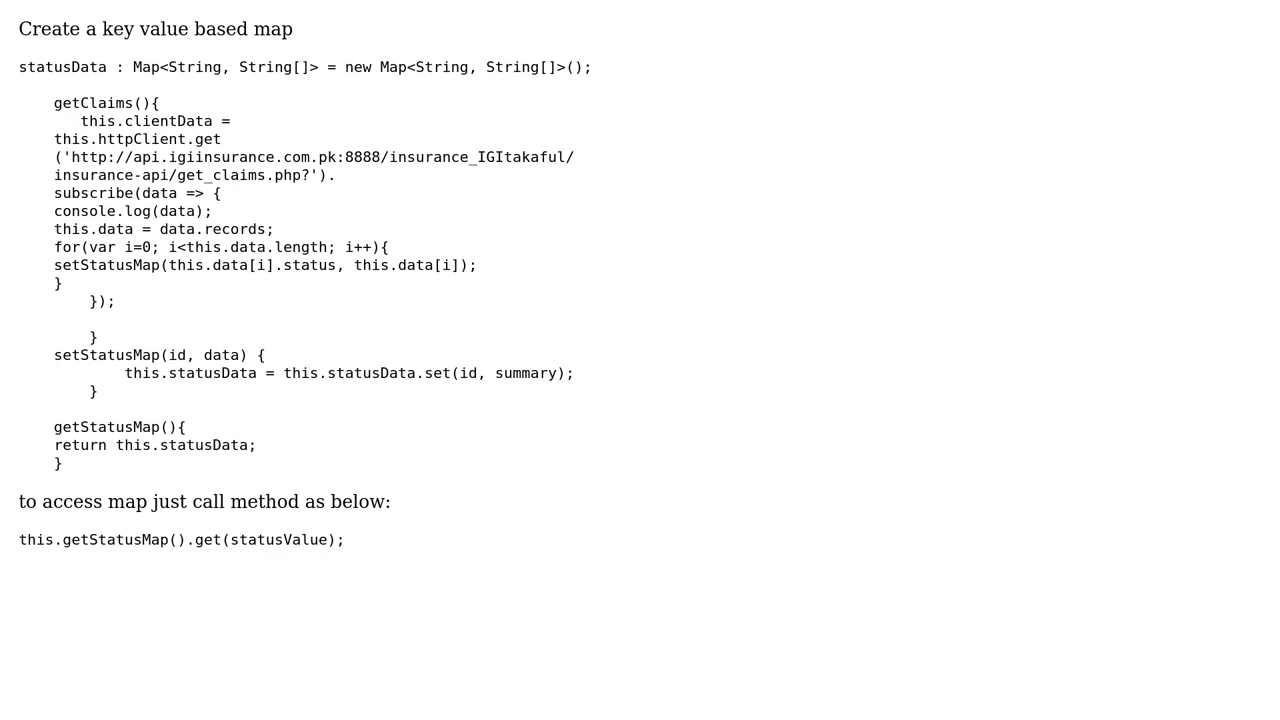 Create a key value based map
statusData : Map<String, String[]> = new Map<String, String[]>();
getClaims(){
this.clientData =
this.httpClient.get
('http://api.igiinsurance.com.pk:8888/insurance_IGItakaful/
insurance-api/get_claims.php?').
subscribe(data => {
console.log(data);
this.data = data.records;
for(var i=0; i<this.data.length; i++){
setStatusMap(this.data[i].status, this.data[i]);
}
});
}
setStatusMap(id, data) {
this.statusData = this.statusData.set(id, summary);
}
getStatusMap(){
return this.statusData;
}
to access map just call method as below:
this.getStatusMap().get(statusValue);